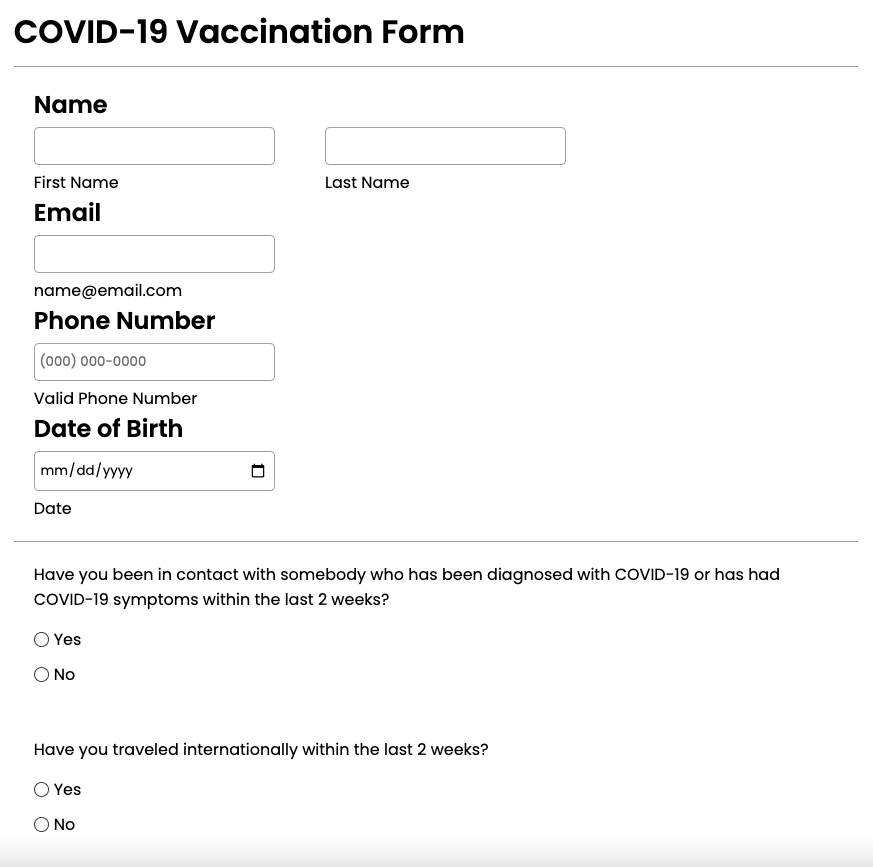 COVID-19 Vaccination Form
Name
First Name
Last Name
Email
name@email.com
Phone Number
(000) 000-0000
Valid Phone Number
Date of Birth
mm/dd/yyyy
Date
Have you been in contact with somebody who has been diagnosed with COVID-19 or has had
COVID-19 symptoms within the last 2 weeks?
Yes
No
Have you traveled internationally within the last 2 weeks?
Yes
No